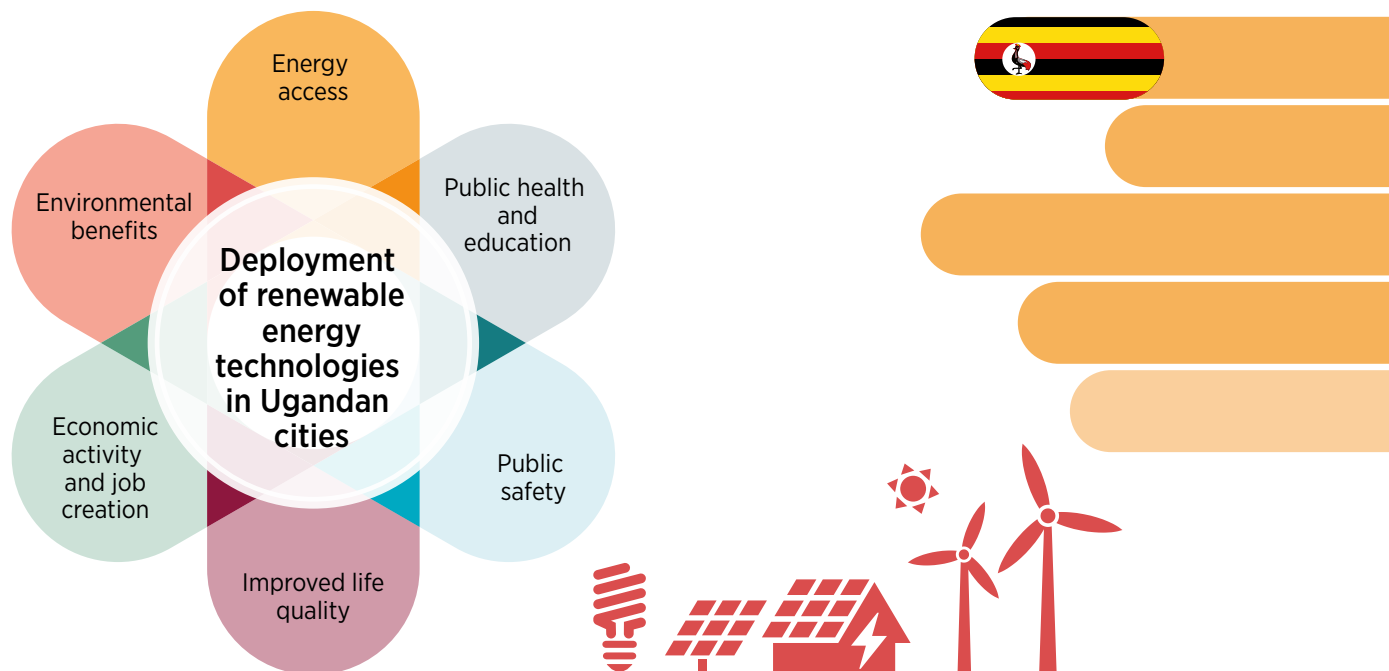 Energy
access
Public health
and
education
Public
safety
Improved life
quality
Economic
activity
and job
creation
Environmental
benefits
Deployment
of renewable
energy
technologies
in Ugandan
cities